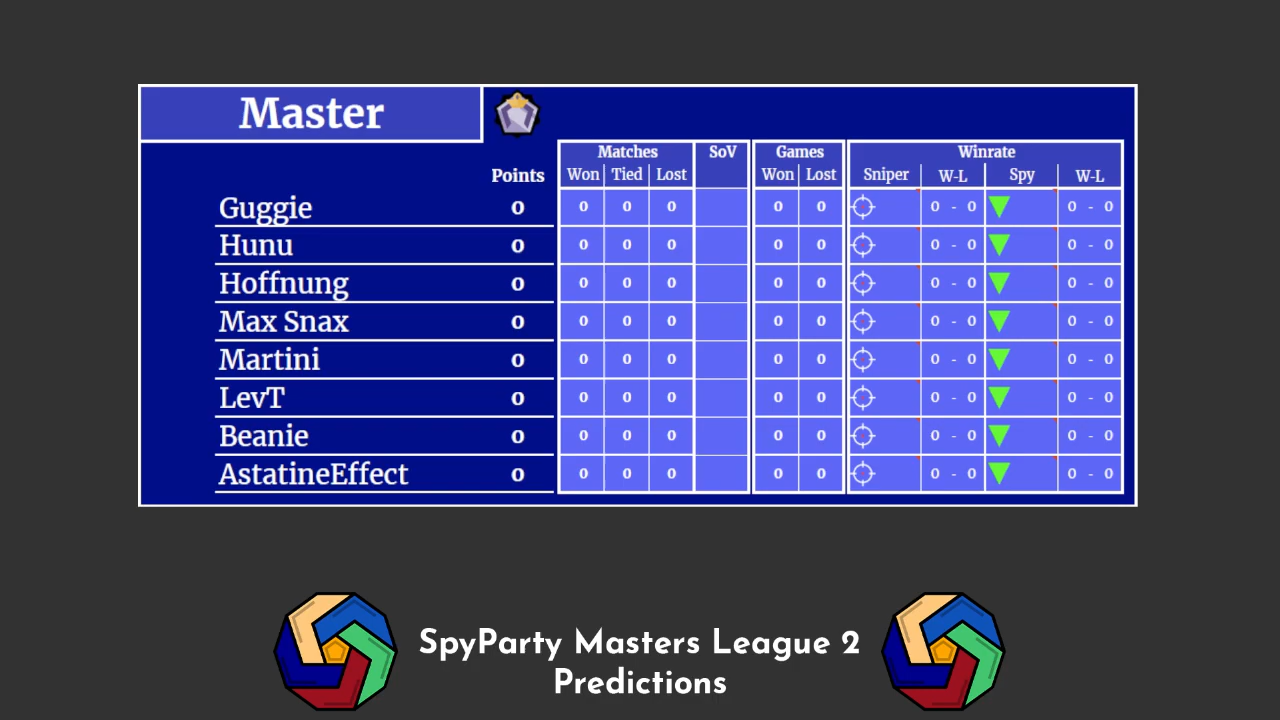 Master
Matches SoV Games Winrate
Points Won Tied Lost Won Lost Sniper W-L Spy W-L
Guggie 0 0 0 0 0 0 0 - 0 0 - 0
Hunu 0 0 0 0 0 0 0 - 0 0 - 0
Hoffnung 0 0 0 0 0 0 0 - 0 0 - 0
Max Snax 0 0 0 0 0 0 0 - 0 0 - 0
Martini 0 0 0 0 0 0 0 - 0 0 - 0
LevT 0 0 0 0 0 0 0 - 0 0 - 0
Beanie 0 0 0 0 0 0 0 - 0 0 - 0
AstatineEffect 0 0 0 0 0 0 0 - 0 0 - 0
SpyParty Masters League 2
Predictions